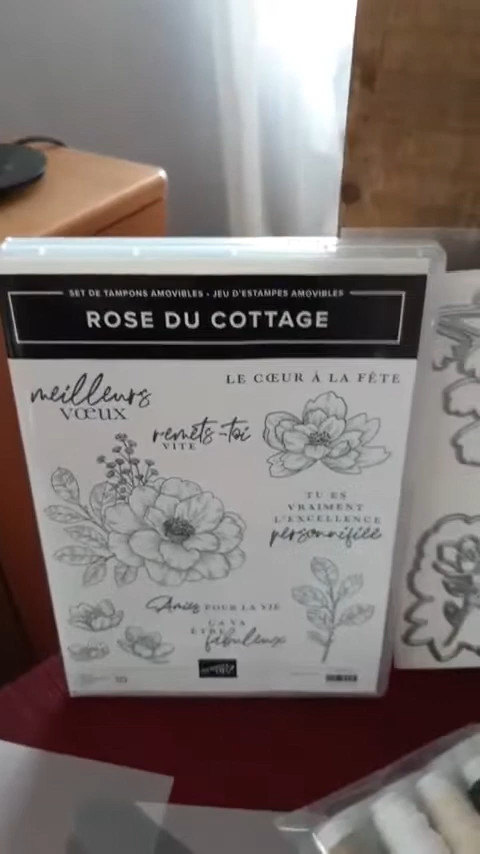 SET DE TAMPONS AMOVIBLES • JEU D'ESTAMPES AMOVIBLES
ROSE DU COTTAGE
LE CŒUR À LA FÊTE
meilleurs
vœux
remets-toi
VITE
TU ES
VRAIMENT
L'EXCELLENCE
personnifiée
Amies POUR LA VIE
ÇA VA
ÊTRE
fabuleux